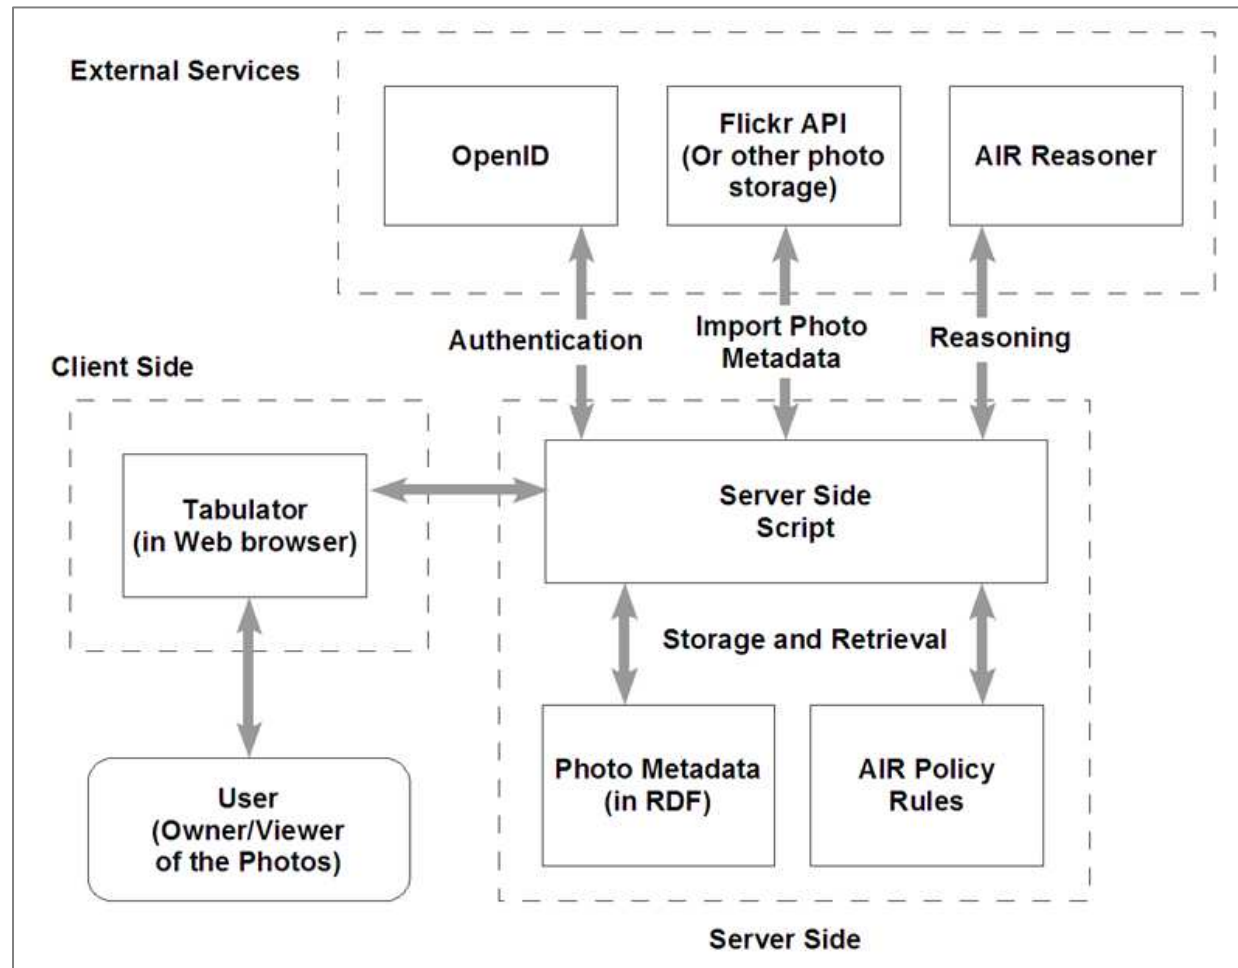 External Services
OpenID
Flickr API
(Or other photo
storage)
AIR Reasoner
Authentication
Import Photo
Metadata
Reasoning
Client Side
Tabulator
(in Web browser)
Server Side
Script
Storage and Retrieval
Photo Metadata
(in RDF)
AIR Policy
Rules
User
(Owner/Viewer
of the Photos)
Server Side